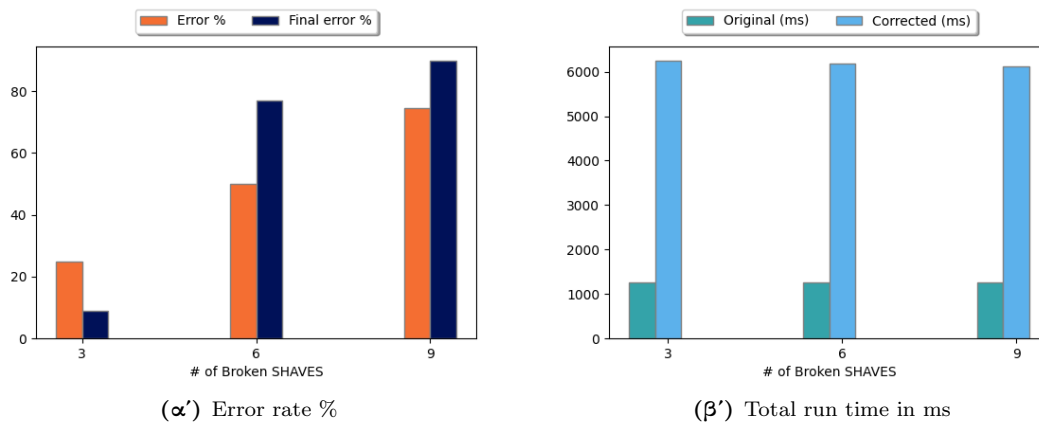 Error % Final error %
80
60
40
20
0
3 6 9
# of Broken SHAVES
(α′) Error rate %
Original (ms) Corrected (ms)
6000
5000
4000
3000
2000
1000
0
3 6 9
# of Broken SHAVES
(β′) Total run time in ms